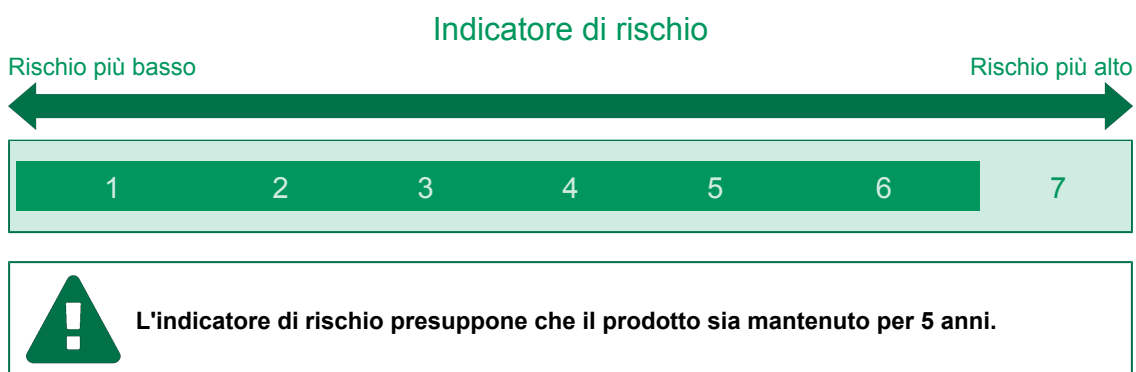 Indicatore di rischio
Rischio più basso Rischio più alto
1 2 3 4 5 6 7
L'indicatore di rischio presuppone che il prodotto sia mantenuto per 5 anni.